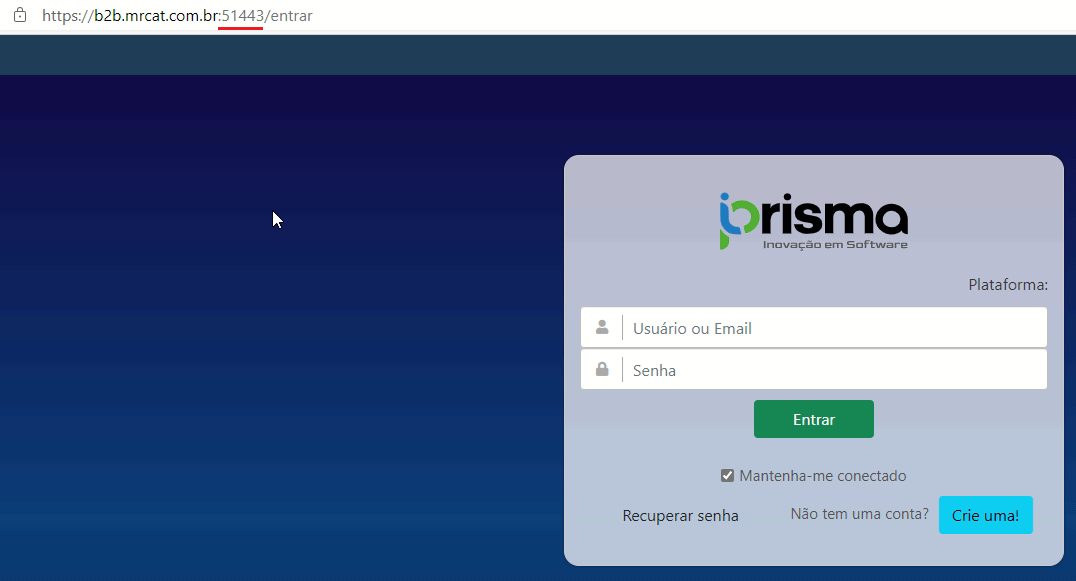 https://b2b.mrcat.com.br:51443/entrar
prisma
Inovação em Software
Plataforma:
Usuário ou Email
Senha
Entrar
Mantenha-me conectado
Recuperar senha Não tem uma conta? Crie uma!